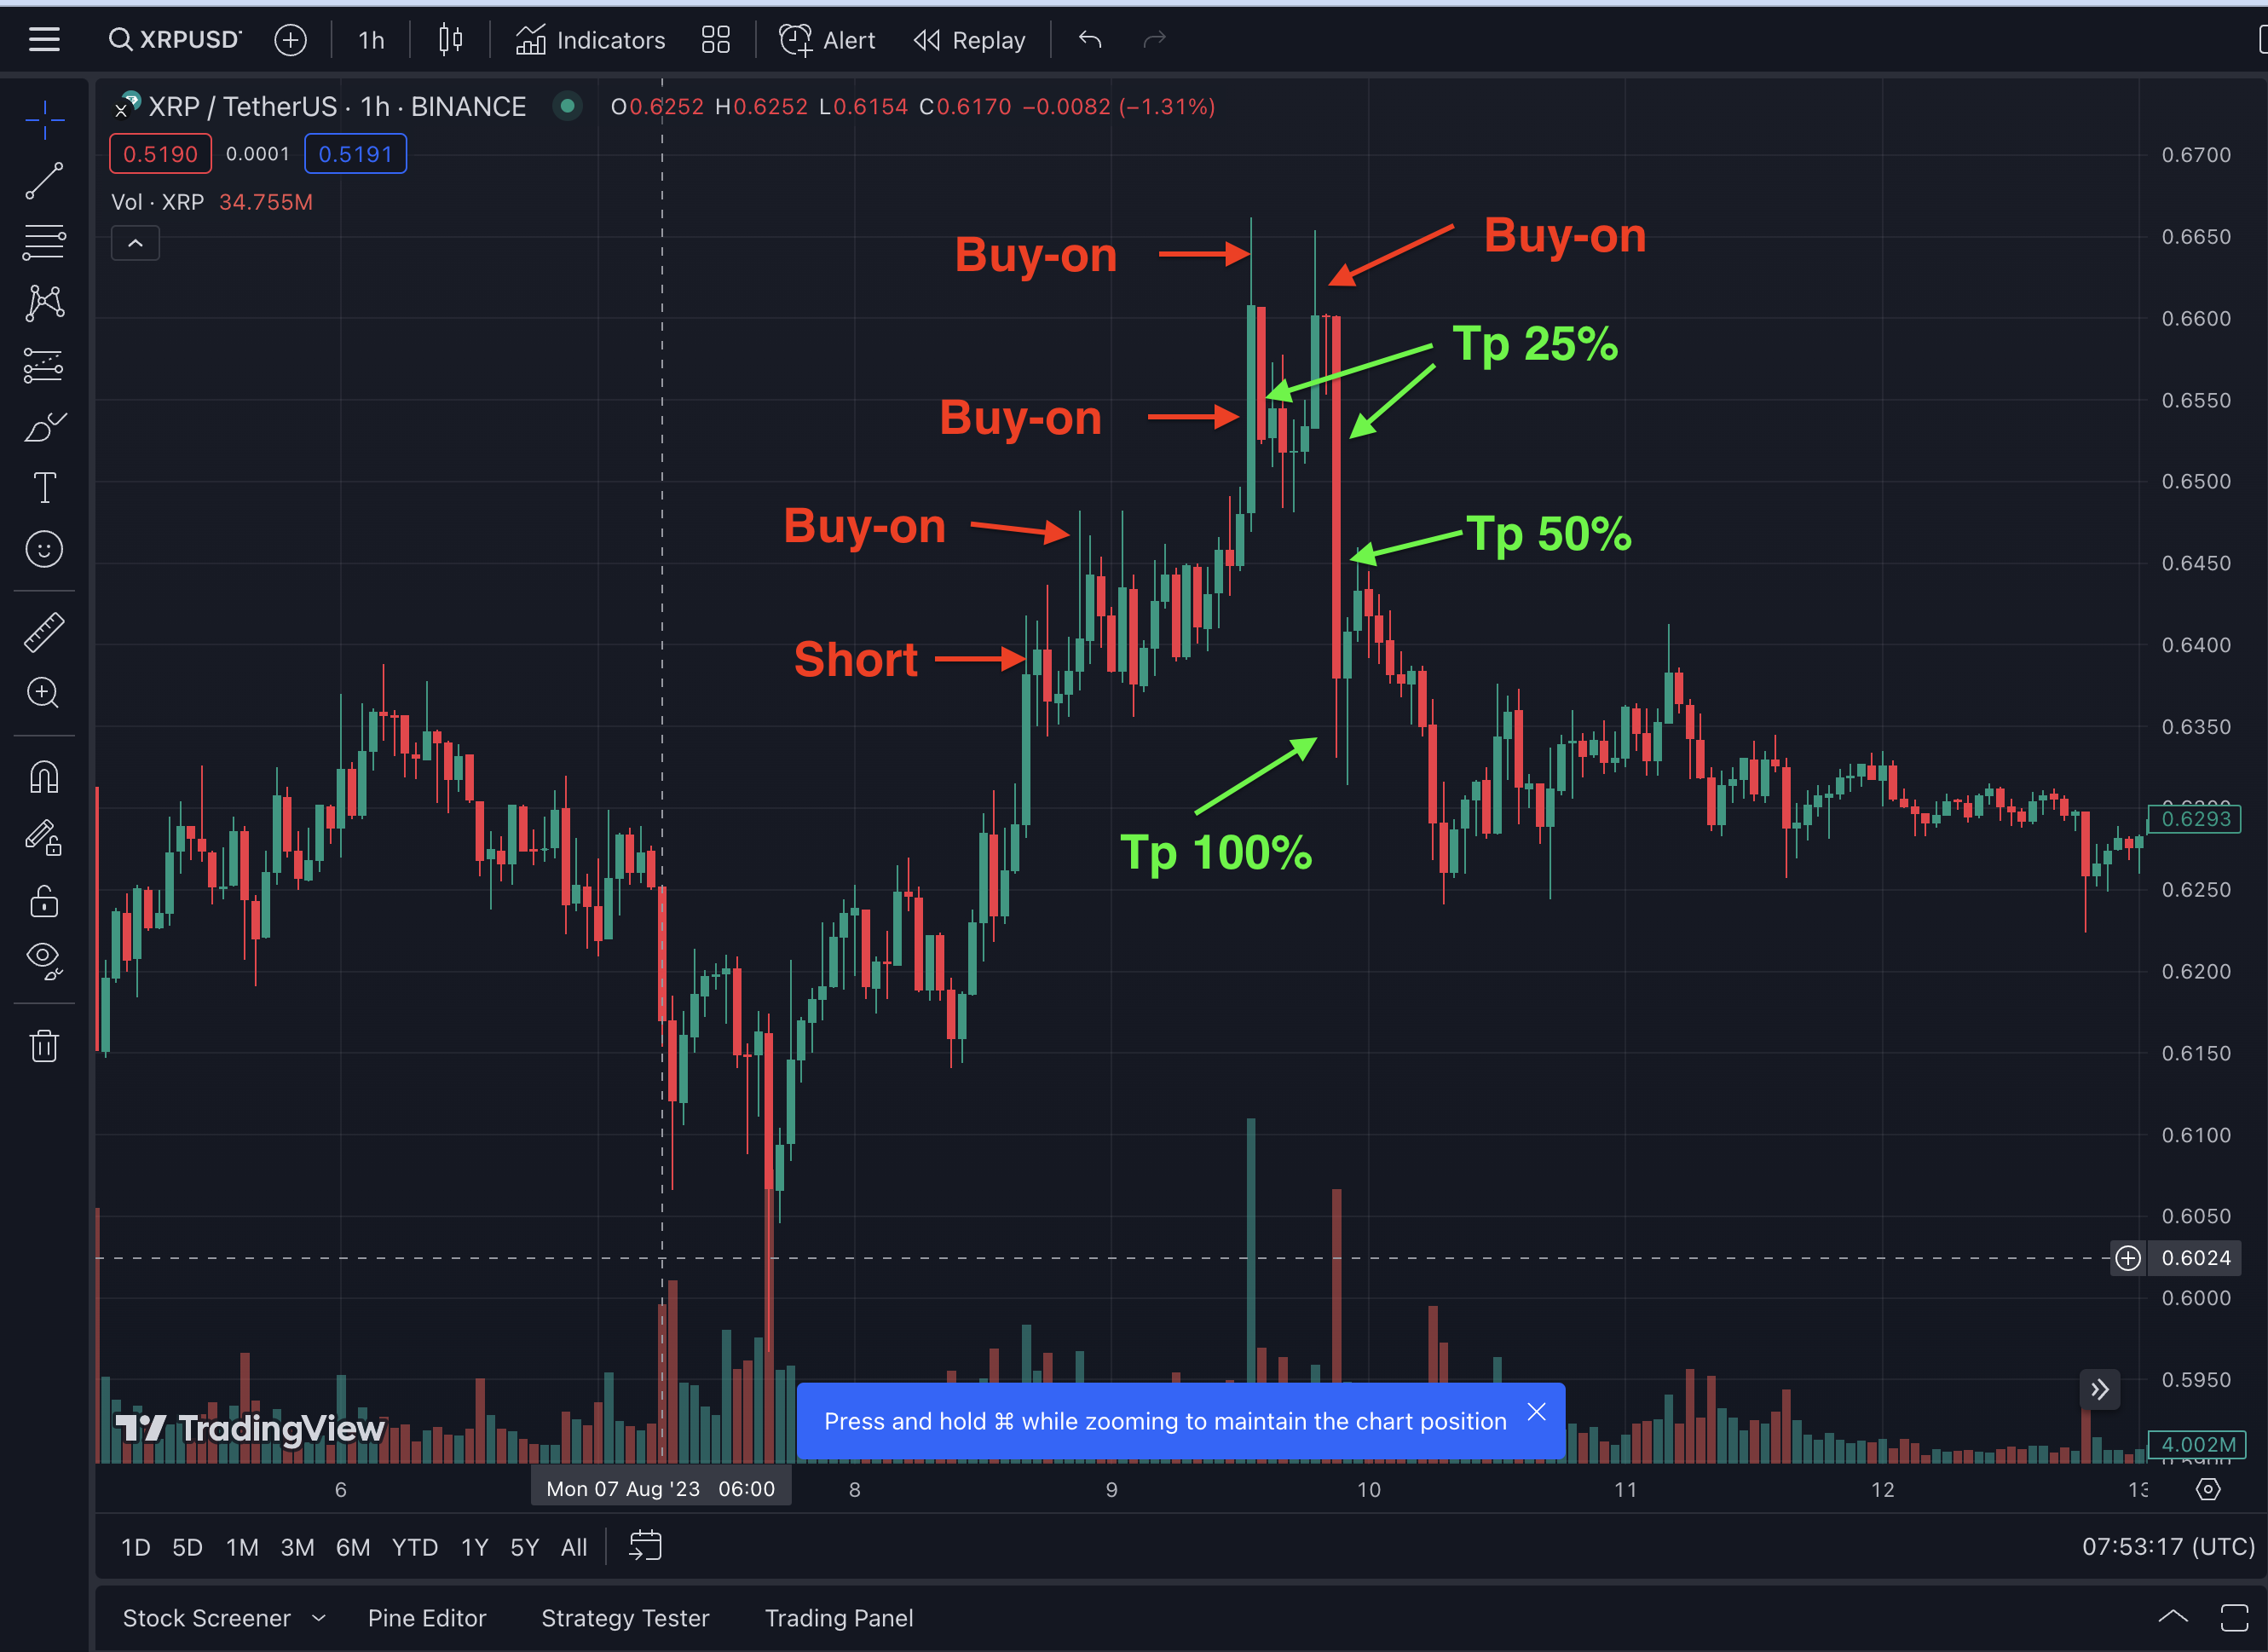 XRPUSDT
1h
Indicators
Alert
Replay
XRP / TetherUS · 1h · BINANCE
O0.6252 H0.6252 L0.6154 C0.6170 −0.0082 (−1.31%)
0.5190 0.0001 0.5191
Vol · XRP 34.755M
0.6700
0.6650
0.6600
0.6550
0.6500
0.6450
0.6400
0.6350
0.6293
0.6250
0.6200
0.6150
0.6100
0.6050
0.6024
0.6000
0.5950
4.002M
Buy-on
Buy-on
Tp 25%
Buy-on
Buy-on
Tp 50%
Short
Tp 100%
TradingView
Press and hold ⌘ while zooming to maintain the chart position
6 Mon 07 Aug '23 06:00 8 9 10 11 12 13
1D 5D 1M 3M 6M YTD 1Y 5Y All
07:53:17 (UTC)
Stock Screener Pine Editor Strategy Tester Trading Panel